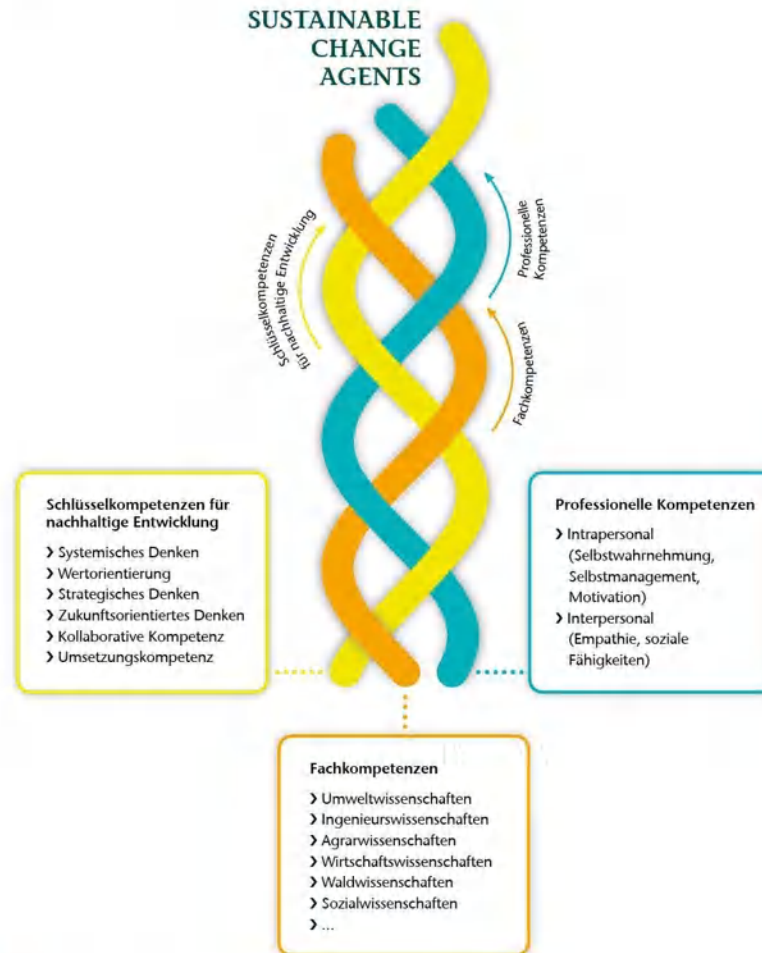 SUSTAINABLE
CHANGE
AGENTS
Schlüsselkompetenzen
für nachhaltige Entwicklung
Professionelle
Kompetenzen
Fachkompetenzen
Schlüsselkompetenzen für
nachhaltige Entwicklung
❯ Systemisches Denken
❯ Wertorientierung
❯ Strategisches Denken
❯ Zukunftsorientiertes Denken
❯ Kollaborative Kompetenz
❯ Umsetzungskompetenz
Professionelle Kompetenzen
❯ Intrapersonal
(Selbstwahrnehmung,
Selbstmanagement,
Motivation)
❯ Interpersonal
(Empathie, soziale
Fähigkeiten)
Fachkompetenzen
❯ Umweltwissenschaften
❯ Ingenieurswissenschaften
❯ Agrarwissenschaften
❯ Wirtschaftswissenschaften
❯ Waldwissenschaften
❯ Sozialwissenschaften
❯ ...